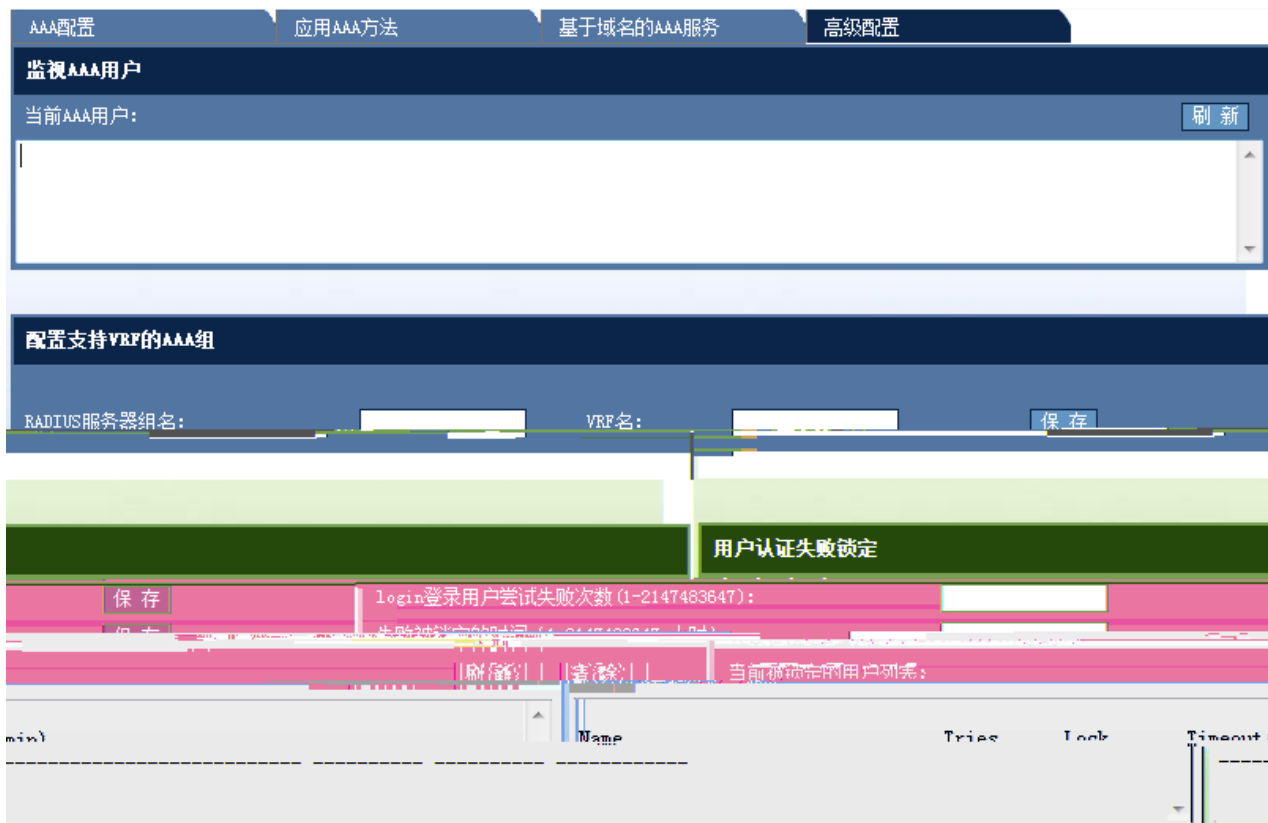 AAA配置 应用AAA方法 基于域名的AAA服务 高级配置
监视AAA用户
当前AAA用户: 刷 新
配置支持VRF的AAA组
RADIUS服务器组名: VRF名: 保 存
用户认证失败锁定
保 存 login登录用户尝试失败次数(1-2147483647):
当前被锁定的用户列表:
min) Name Tries Lock Timeout